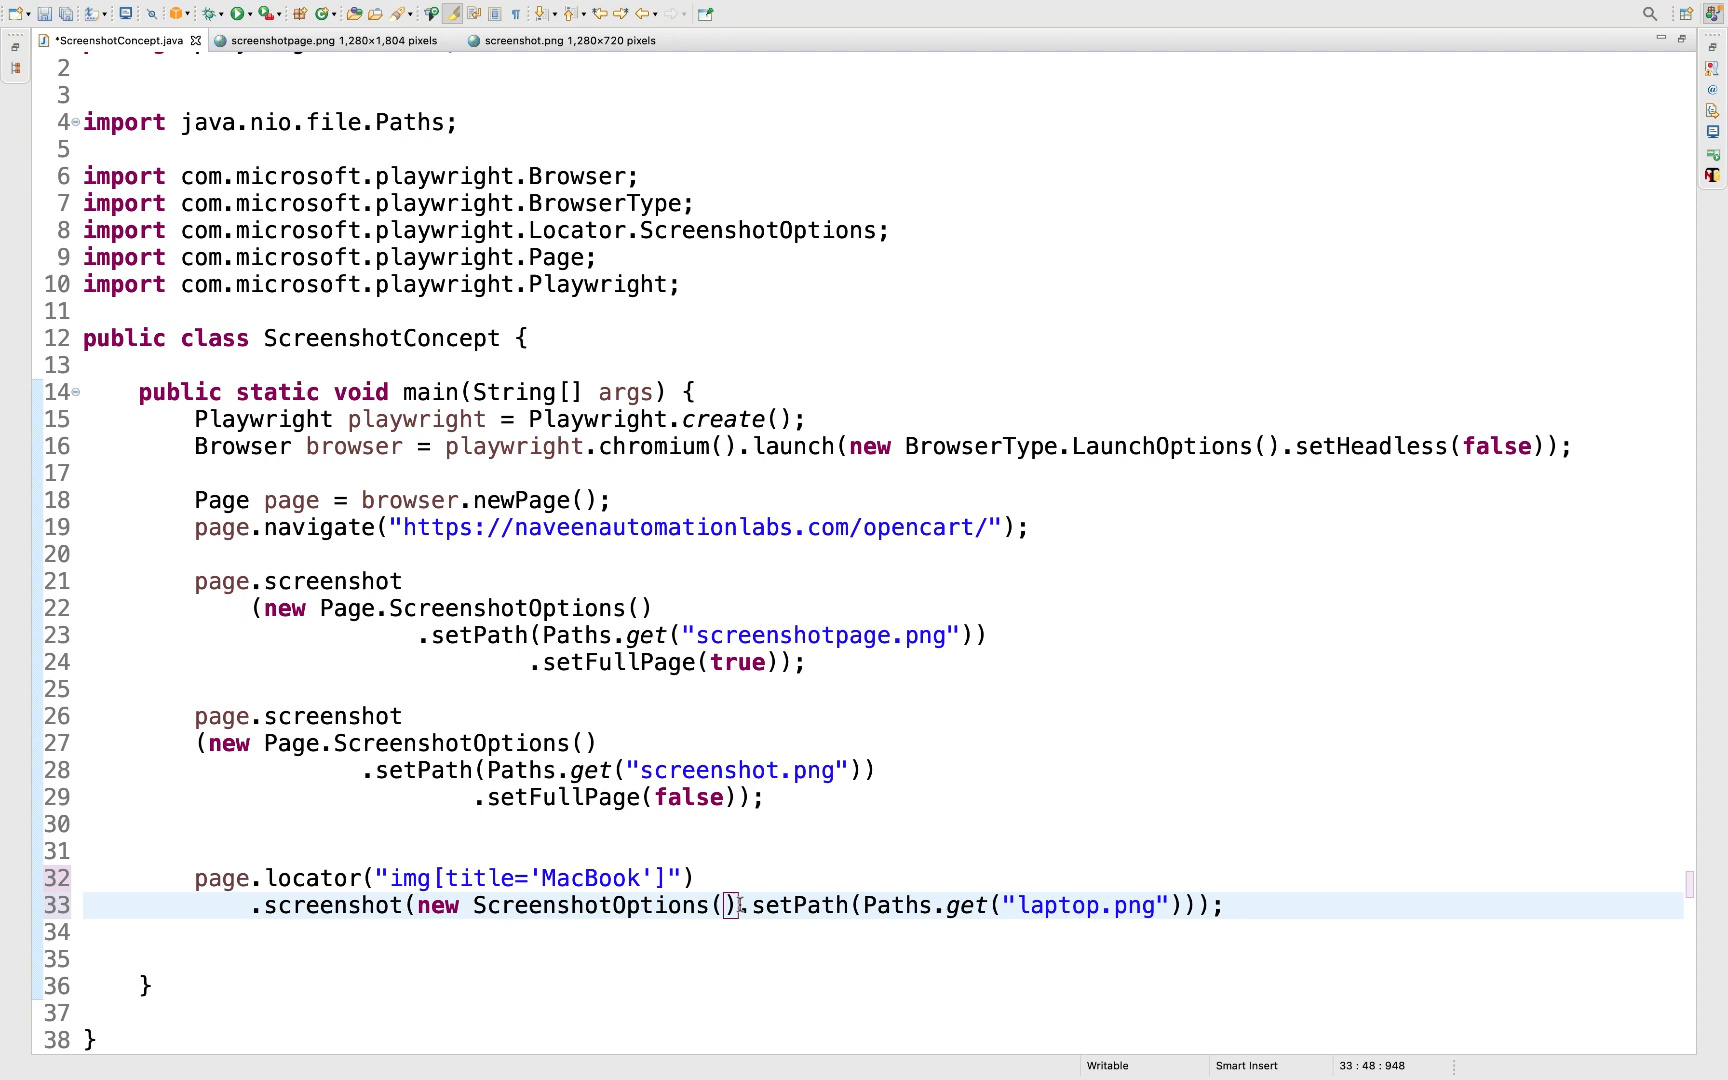 *ScreenshotConcept.java screenshotpage.png 1,280×1,804 pixels screenshot.png 1,280×720 pixels
2
3
4 import java.nio.file.Paths;
5
6 import com.microsoft.playwright.Browser;
7 import com.microsoft.playwright.BrowserType;
8 import com.microsoft.playwright.Locator.ScreenshotOptions;
9 import com.microsoft.playwright.Page;
10 import com.microsoft.playwright.Playwright;
11
12 public class ScreenshotConcept {
13
14 public static void main(String[] args) {
15 Playwright playwright = Playwright.create();
16 Browser browser = playwright.chromium().launch(new BrowserType.LaunchOptions().setHeadless(false));
17
18 Page page = browser.newPage();
19 page.navigate("https://naveenautomationlabs.com/opencart/");
20
21 page.screenshot
22 (new Page.ScreenshotOptions()
23 .setPath(Paths.get("screenshotpage.png"))
24 .setFullPage(true));
25
26 page.screenshot
27 (new Page.ScreenshotOptions()
28 .setPath(Paths.get("screenshot.png"))
29 .setFullPage(false));
30
31
32 page.locator("img[title='MacBook']")
33 .screenshot(new ScreenshotOptions().setPath(Paths.get("laptop.png")));
34
35
36 }
37
38 }
Writable Smart Insert 33 : 48 : 948